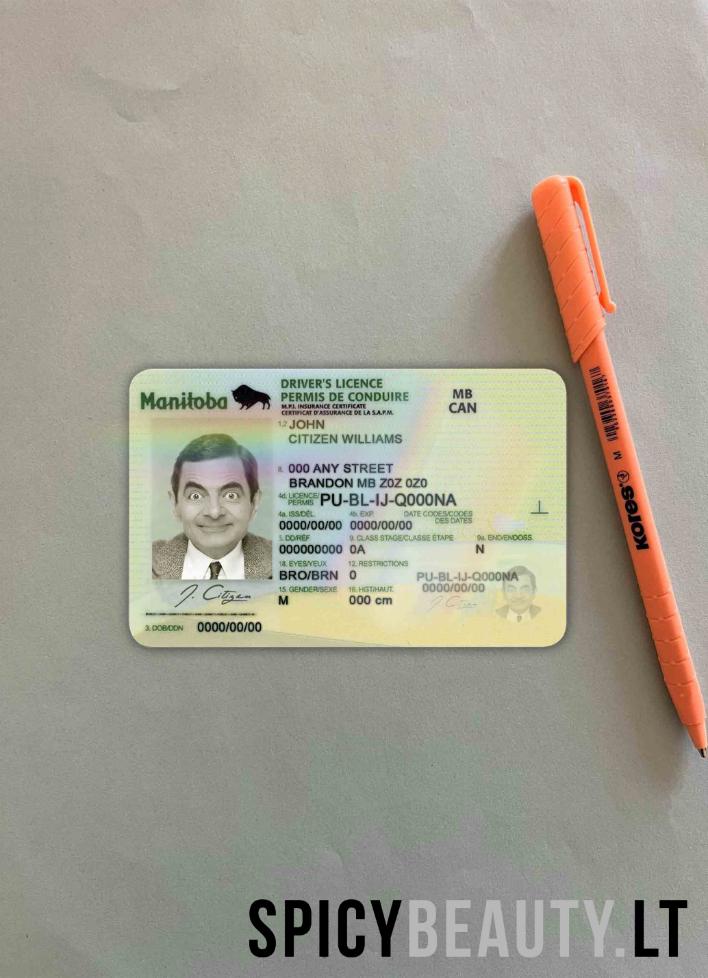 Manitoba
DRIVER'S LICENCE
PERMIS DE CONDUIRE
M.P.I. INSURANCE CERTIFICATE
CERTIFICAT D'ASSURANCE DE LA S.A.P.M.
MB
CAN
1,2 JOHN
CITIZEN WILLIAMS
8. 000 ANY STREET
BRANDON MB Z0Z 0Z0
4d. LICENCE/PERMIS PU-BL-IJ-Q000NA
4a. ISS/DÉL. 4b. EXP. DATE CODES/CODES DES DATES
0000/00/00 0000/00/00
5. DD/RÉF 9. CLASS STAGE/CLASSE ÉTAPE 9a. END/ENDOSS.
000000000 0A N
18. EYES/YEUX 12. RESTRICTIONS
BRO/BRN 0
15. GENDER/SEXE 16. HGT/HAUT.
M 000 cm
PU-BL-IJ-Q000NA
0000/00/00
J. Citizen
J. Citizen
3. DOB/DDN 0000/00/00
M
kores
SPICYBEAUTY.LT